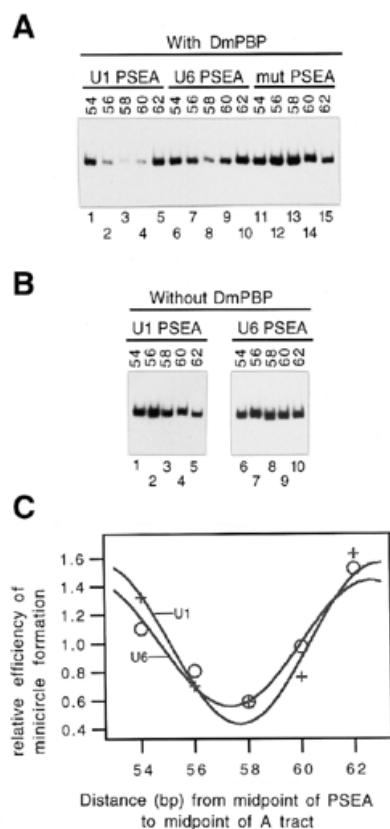 A
With DmPBP
U1 PSEA U6 PSEA mut PSEA
54 56 58 60 62 54 56 58 60 62 54 56 58 60 62
1 3 5 7 9 11 13 15
2 4 6 8 10 12 14
B
Without DmPBP
U1 PSEA U6 PSEA
54 56 58 60 62 54 56 58 60 62
1 3 5 6 8 10
2 4 7 9
C
relative efficiency of
minicircle formation
1.6
1.4
1.2
1.0
0.8
0.6
0.4
U1
U6
54 56 58 60 62
Distance (bp) from midpoint of PSEA
to midpoint of A tract